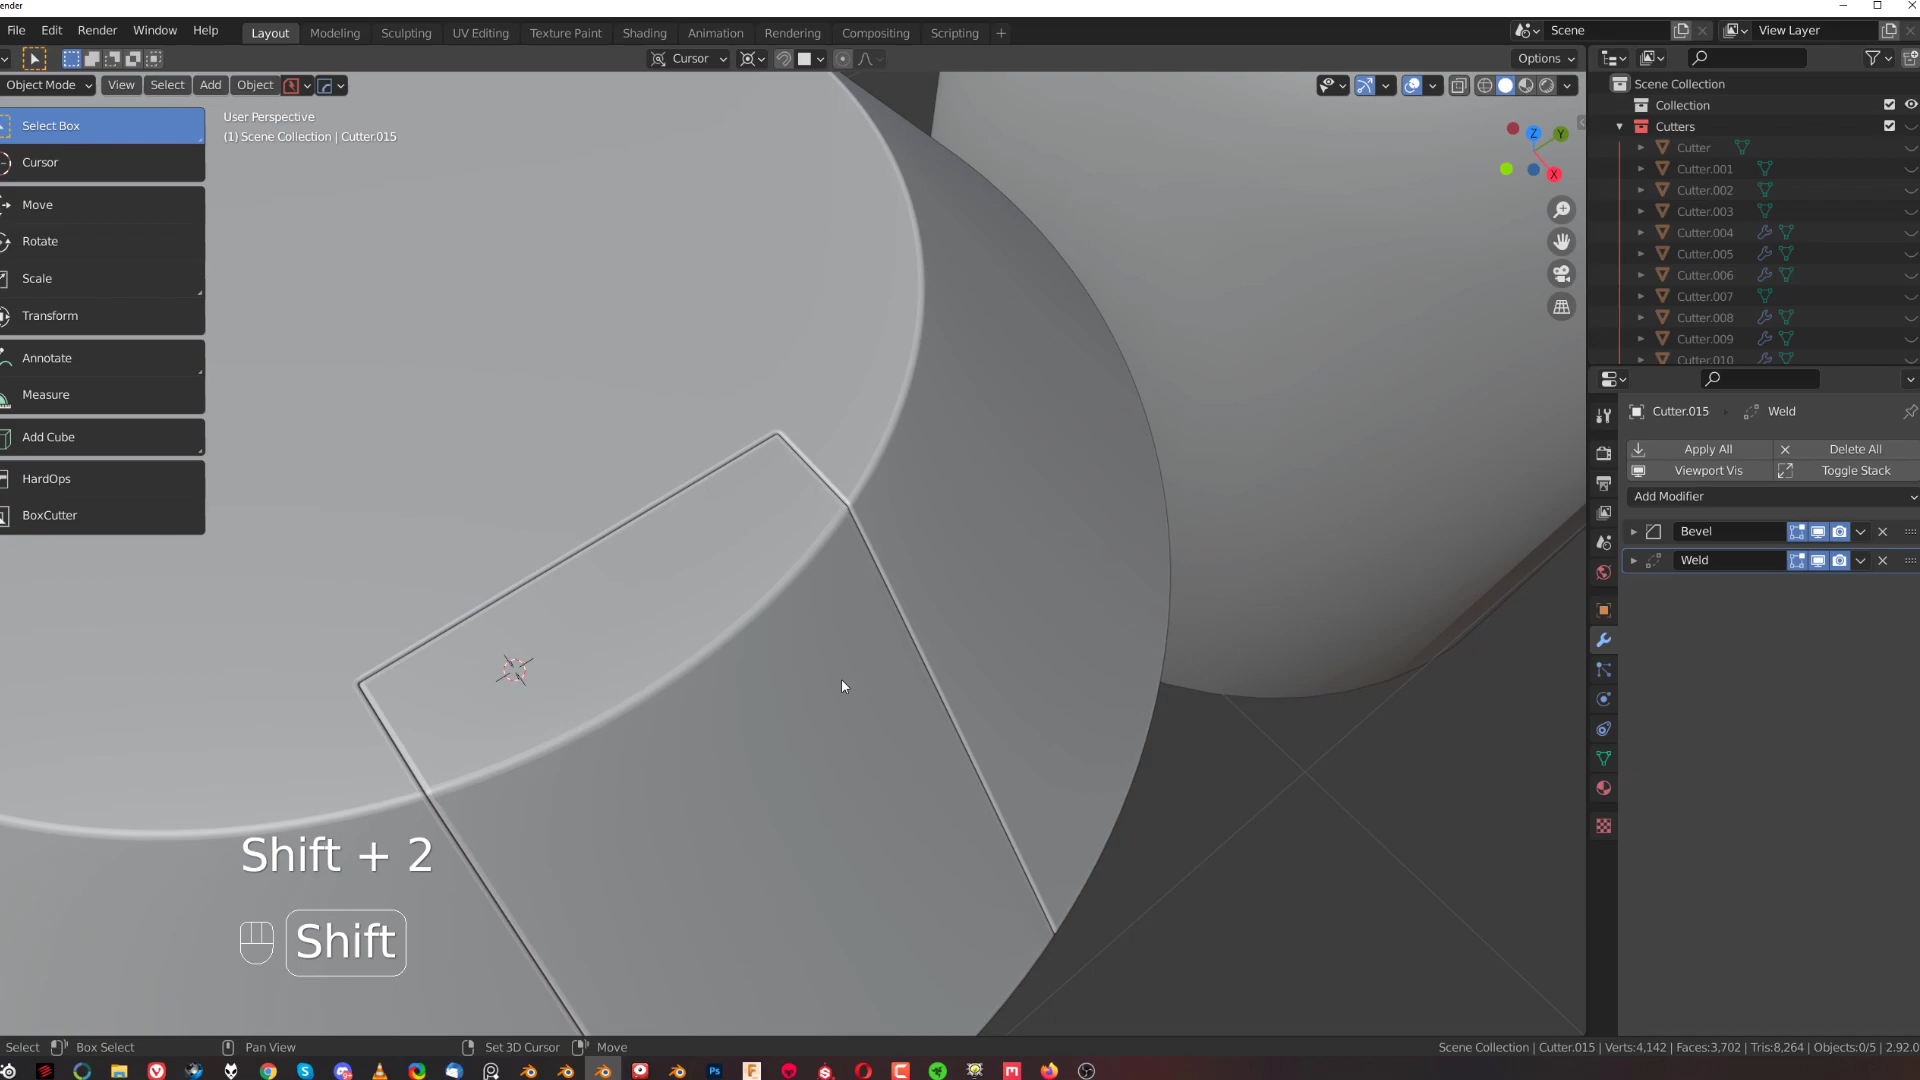 ender
File Edit Render Window Help Layout Modeling Sculpting UV Editing Texture Paint Shading Animation Rendering Compositing Scripting + Scene View Layer
Cursor Options
Object Mode View Select Add Object
User Perspective
(1) Scene Collection | Cutter.015
Select Box
Cursor
Move
Rotate
Scale
Transform
Annotate
Measure
Add Cube
HardOps
BoxCutter
Z
Y
X
Scene Collection
Collection
Cutters
Cutter
Cutter.001
Cutter.002
Cutter.003
Cutter.004
Cutter.005
Cutter.006
Cutter.007
Cutter.008
Cutter.009
Cutter.010
Cutter.015 Weld
Apply All Delete All
Viewport Vis Toggle Stack
Add Modifier
Bevel
Weld
Shift + 2
Shift
Select Box Select Pan View Set 3D Cursor Move Scene Collection | Cutter.015 | Verts:4,142 | Faces:3,702 | Tris:8,264 | Objects:0/5 | 2.92.0